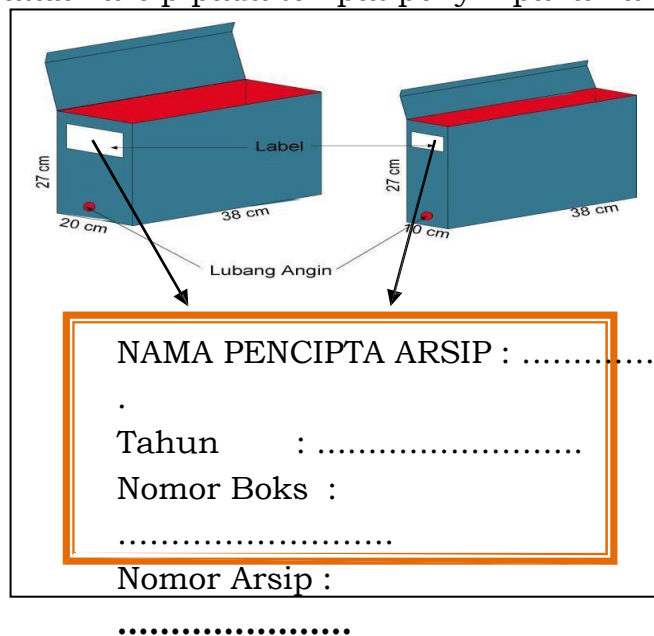 Label
27 cm
27 cm
20 cm
38 cm
10 cm
38 cm
Lubang Angin
NAMA PENCIPTA ARSIP : .............
.
Tahun : ..........................
Nomor Boks :
..........................
Nomor Arsip :
......................